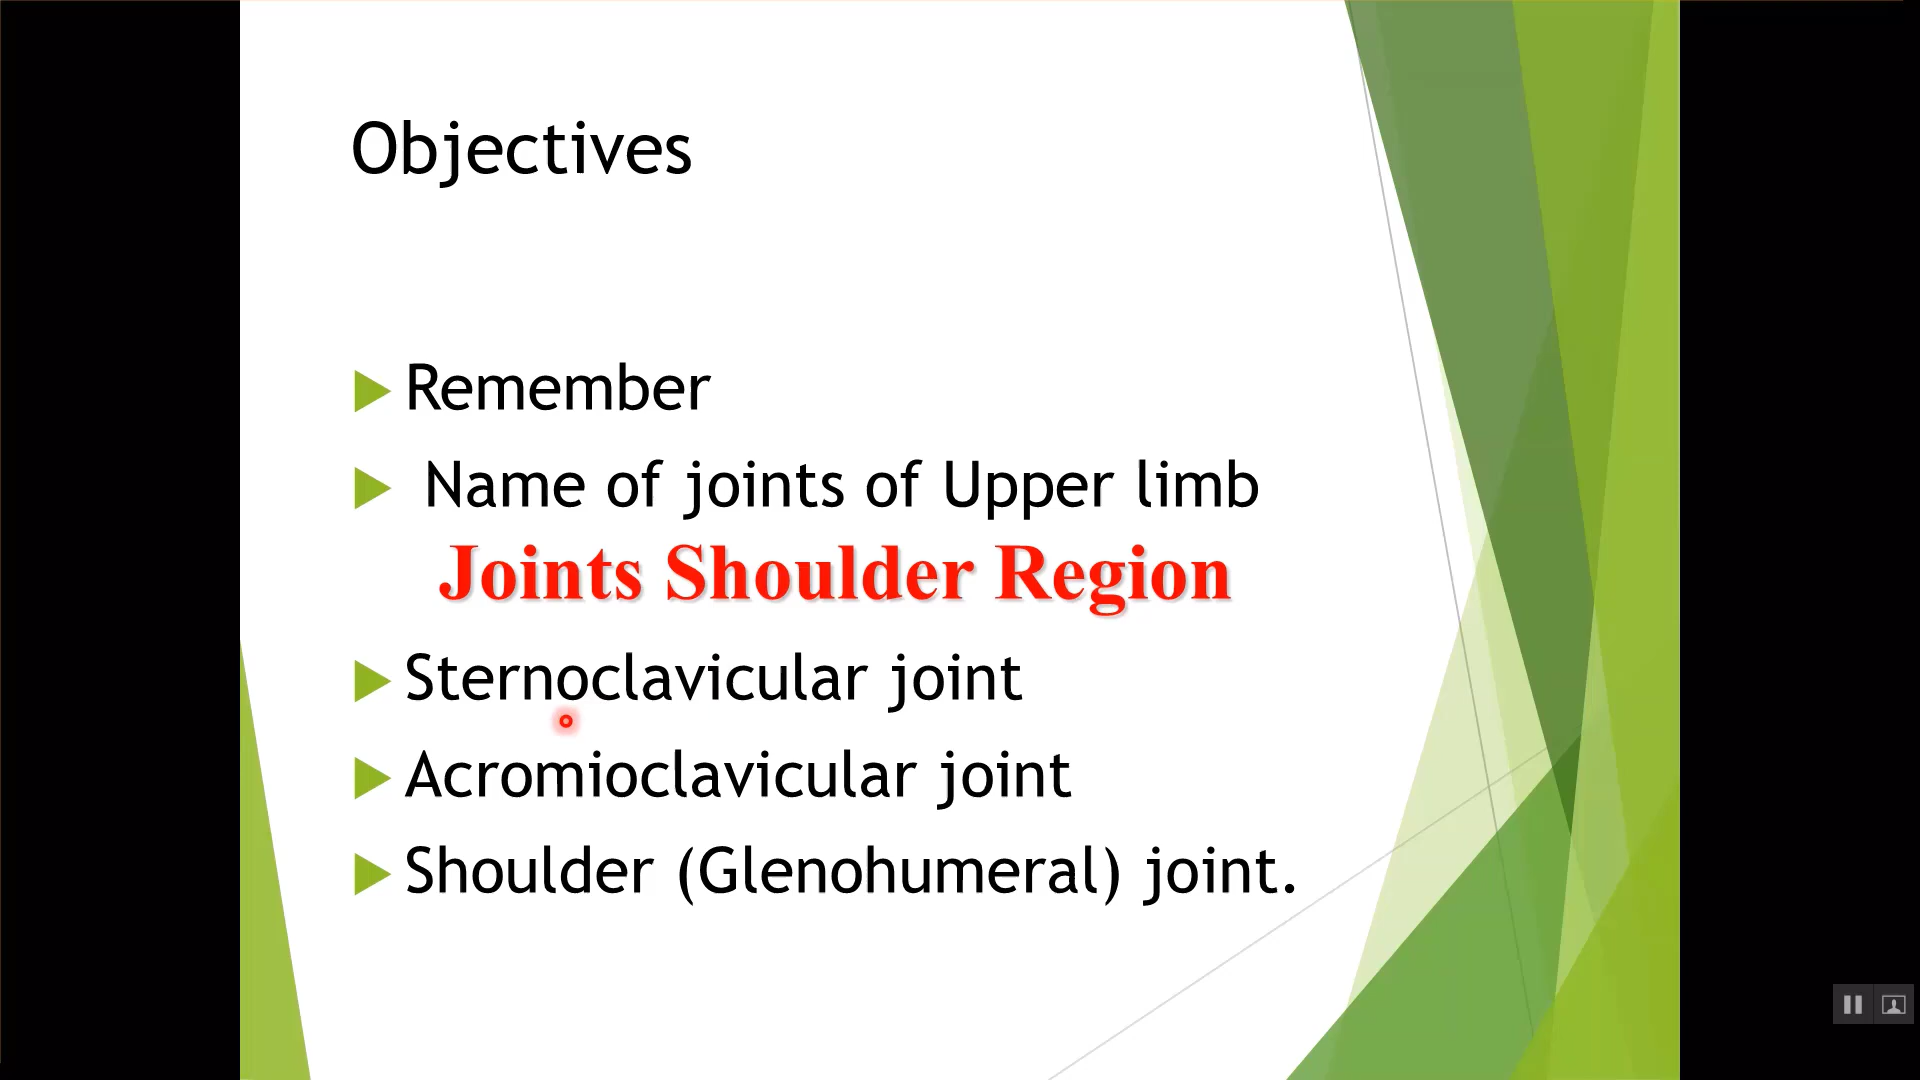 Objectives
Remember
Name of joints of Upper limb
Joints Shoulder Region
Sternoclavicular joint
Acromioclavicular joint
Shoulder (Glenohumeral) joint.